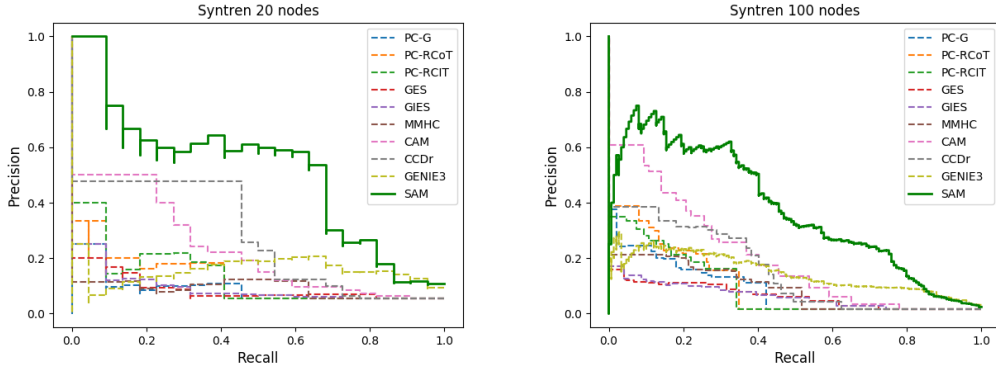 Syntren 20 nodes
Precision
1.0
0.8
0.6
0.4
0.2
0.0
PC-G
PC-RCoT
PC-RCIT
GES
GIES
MMHC
CAM
CCDr
GENIE3
SAM
0.0 0.2 0.4 0.6 0.8 1.0
Recall
Syntren 100 nodes
Precision
1.0
0.8
0.6
0.4
0.2
0.0
PC-G
PC-RCoT
PC-RCIT
GES
GIES
MMHC
CAM
CCDr
GENIE3
SAM
0.0 0.2 0.4 0.6 0.8 1.0
Recall